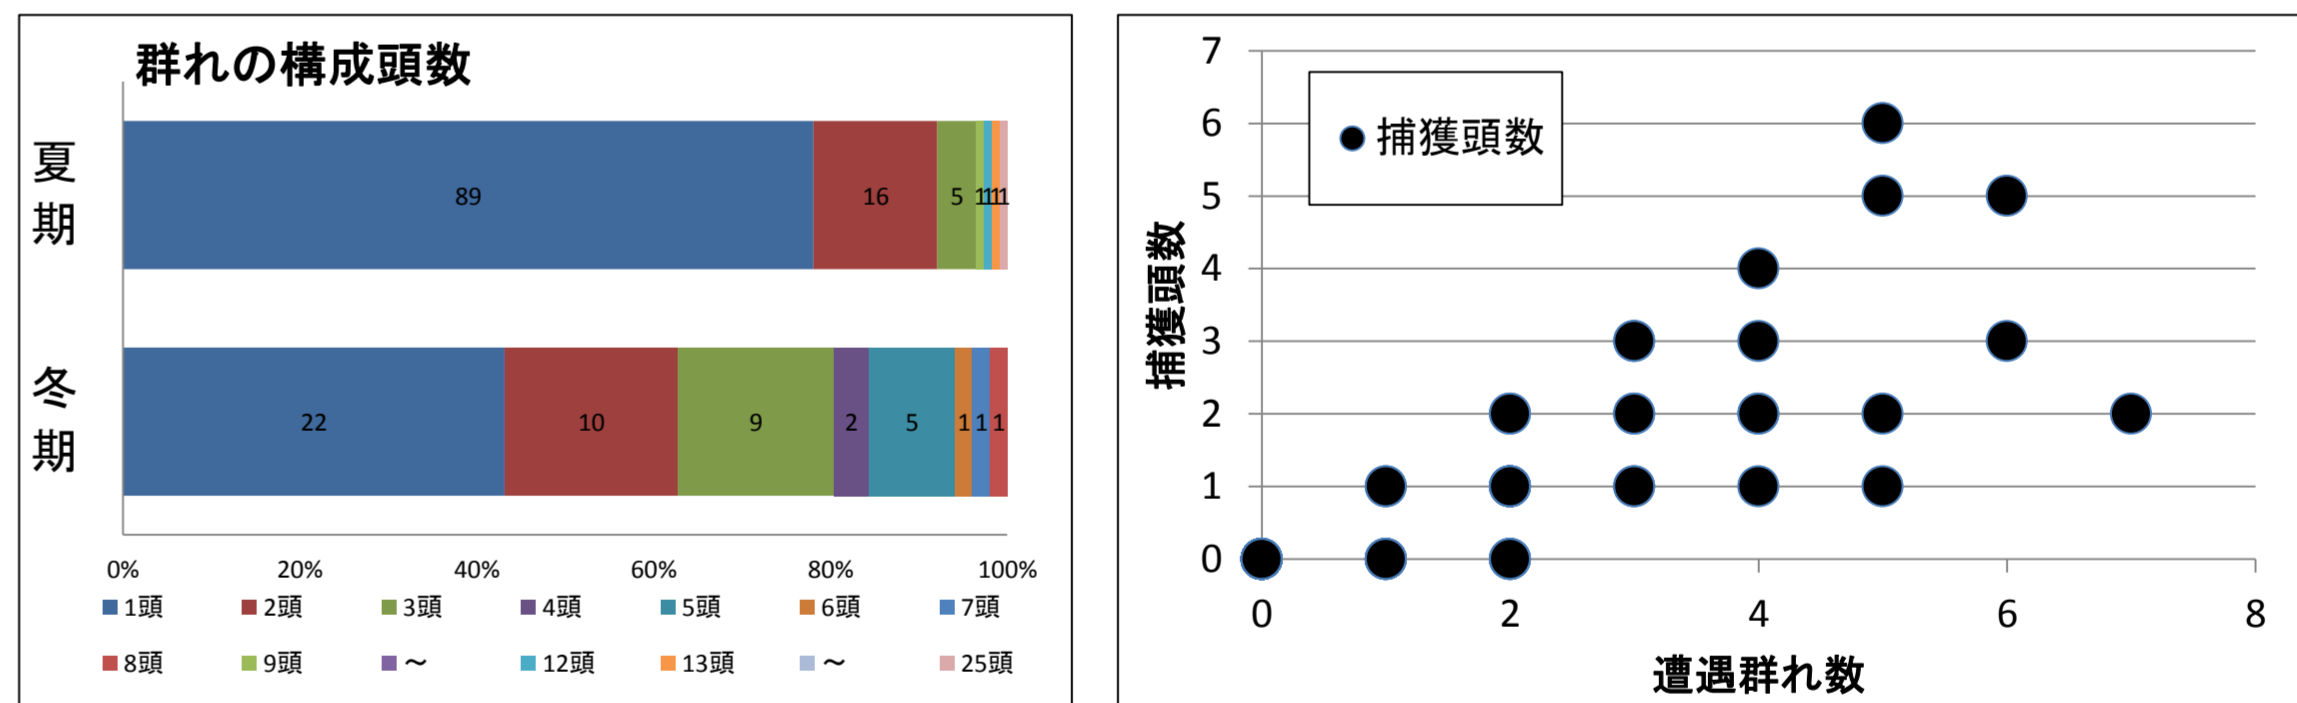 群れの構成頭数
夏期
89 16 5 1 1 1 1
冬期
22 10 9 2 5 1 1 1
0% 20% 40% 60% 80% 100%
1頭 2頭 3頭 4頭 5頭 6頭 7頭
8頭 9頭 ～ 12頭 13頭 ～ 25頭
捕獲頭数
7
6
5
4
3
2
1
0
捕獲頭数
0 2 4 6 8
遭遇群れ数